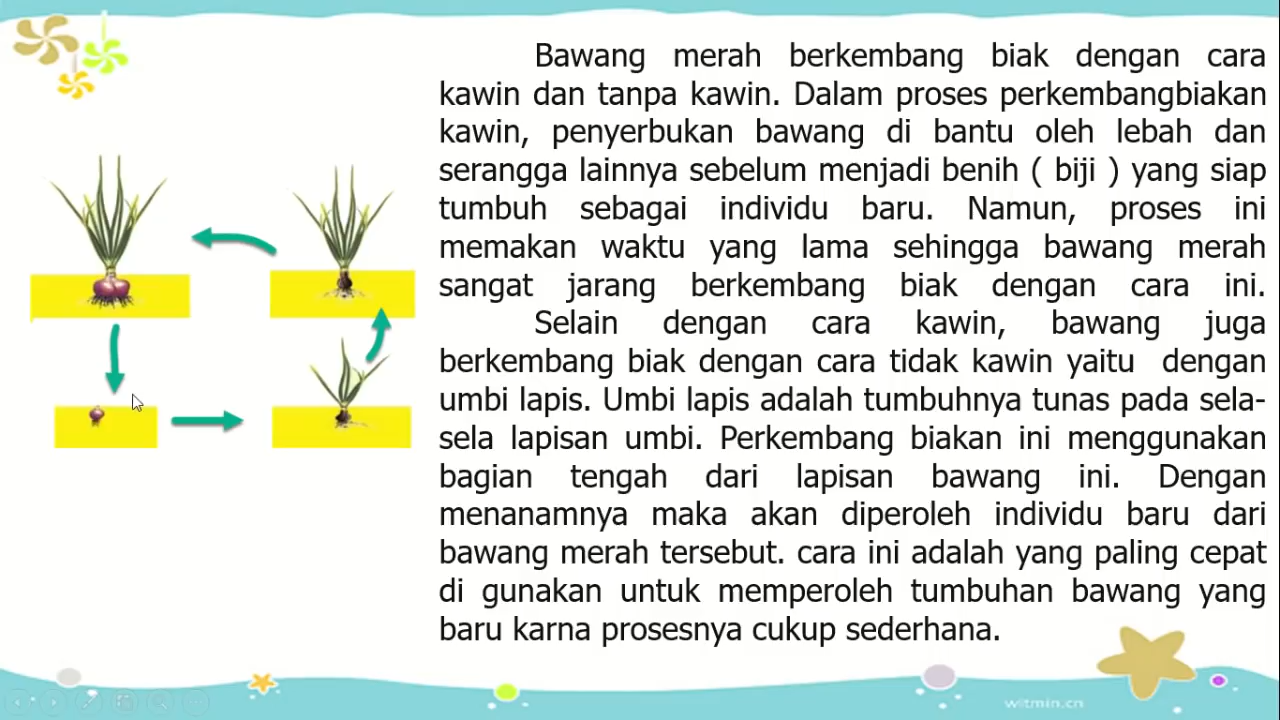 Bawang merah berkembang biak dengan cara
kawin dan tanpa kawin. Dalam proses perkembangbiakan
kawin, penyerbukan bawang di bantu oleh lebah dan
serangga lainnya sebelum menjadi benih ( biji ) yang siap
tumbuh sebagai individu baru. Namun, proses ini
memakan waktu yang lama sehingga bawang merah
sangat jarang berkembang biak dengan cara ini.
Selain dengan cara kawin, bawang juga
berkembang biak dengan cara tidak kawin yaitu dengan
umbi lapis. Umbi lapis adalah tumbuhnya tunas pada sela-
sela lapisan umbi. Perkembang biakan ini menggunakan
bagian tengah dari lapisan bawang ini. Dengan
menanamnya maka akan diperoleh individu baru dari
bawang merah tersebut. cara ini adalah yang paling cepat
di gunakan untuk memperoleh tumbuhan bawang yang
baru karna prosesnya cukup sederhana.
witmin.cn